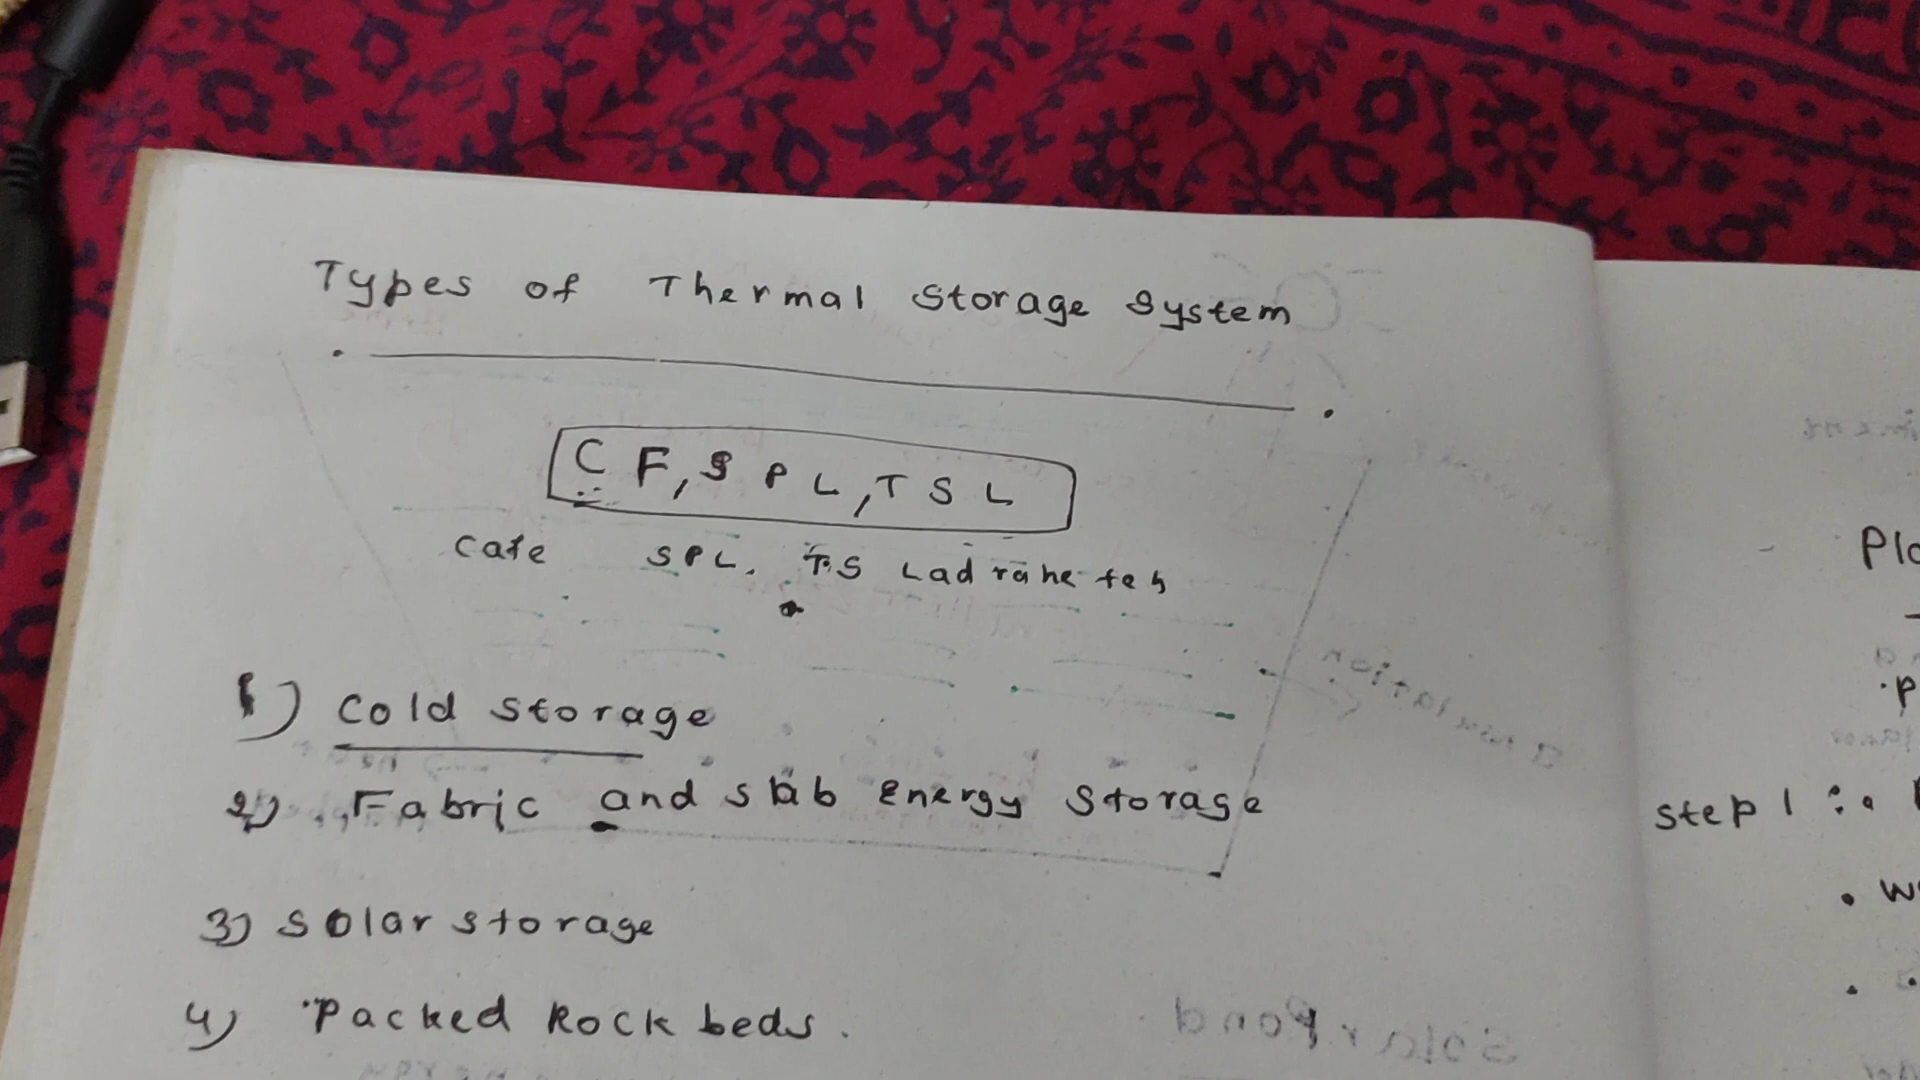 Types of Thermal Storage System
C F, S P L, T S L
cafe SPL. T.S Lad rahe
1) Cold storage
2) Fabric and slab Energy Storage
3) Solar storage
4) Packed Rock beds.
step 1 :